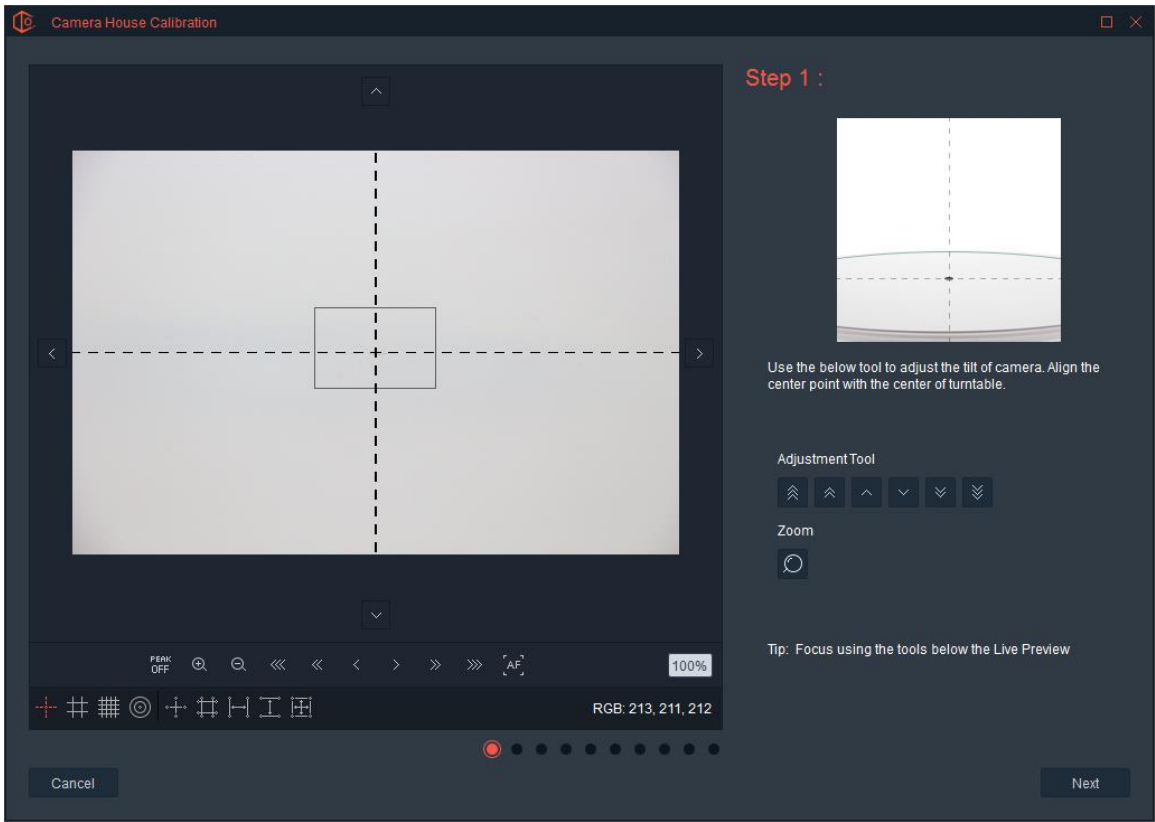 Camera House Calibration
Step 1 :
Use the below tool to adjust the tilt of camera. Align the
center point with the center of turntable.
Adjustment Tool
Zoom
Tip: Focus using the tools below the Live Preview
PEAK
OFF
AF
100%
RGB: 213, 211, 212
Cancel
Next